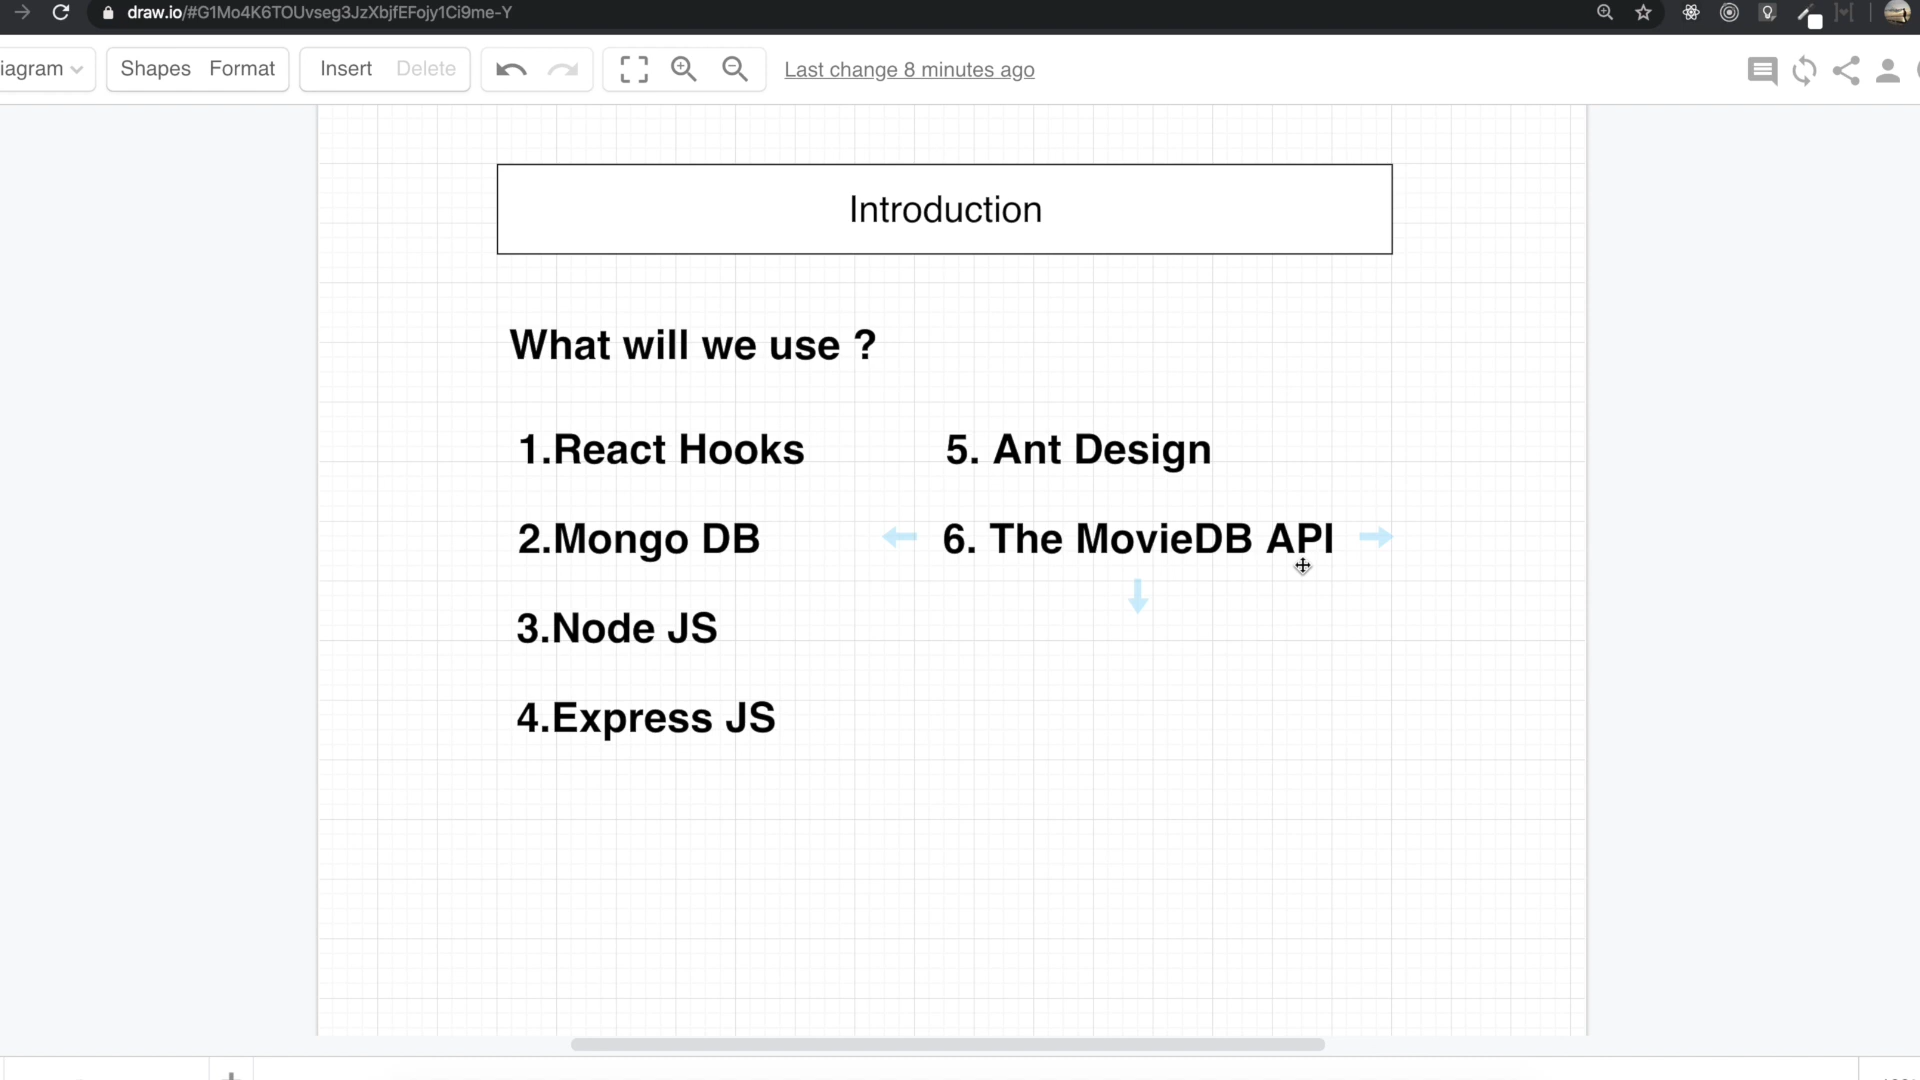 draw.io/#G1Mo4K6TOUvseg3JzXbjfEFojy1Ci9me-Y
iagram Shapes Format Insert Delete Last change 8 minutes ago
Introduction
What will we use ?
1.React Hooks
2.Mongo DB
3.Node JS
4.Express JS
5. Ant Design
6. The MovieDB API